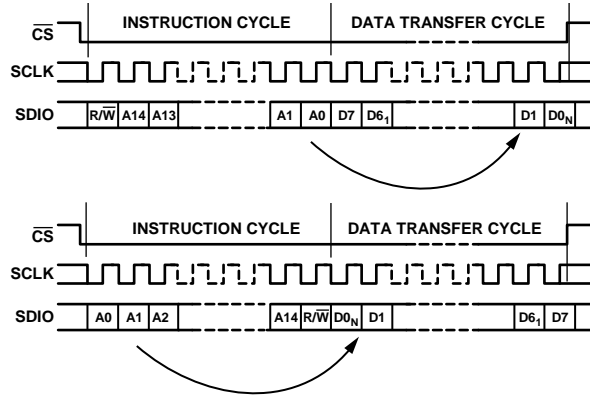 INSTRUCTION CYCLE DATA TRANSFER CYCLE
CS
SCLK
SDIO R/W A14 A13 A1 A0 D7 D6₁ D1 D0N
INSTRUCTION CYCLE DATA TRANSFER CYCLE
CS
SCLK
SDIO A0 A1 A2 A14 R/W D0N D1 D6₁ D7